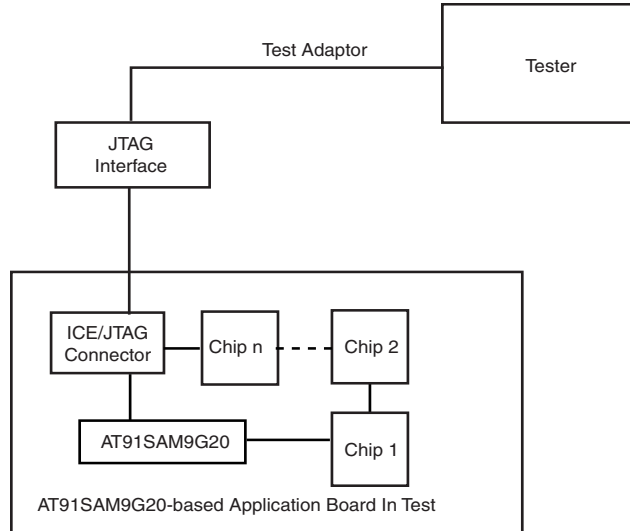 Test Adaptor
Tester
JTAG
Interface
ICE/JTAG
Connector
Chip n
Chip 2
AT91SAM9G20
Chip 1
AT91SAM9G20-based Application Board In Test